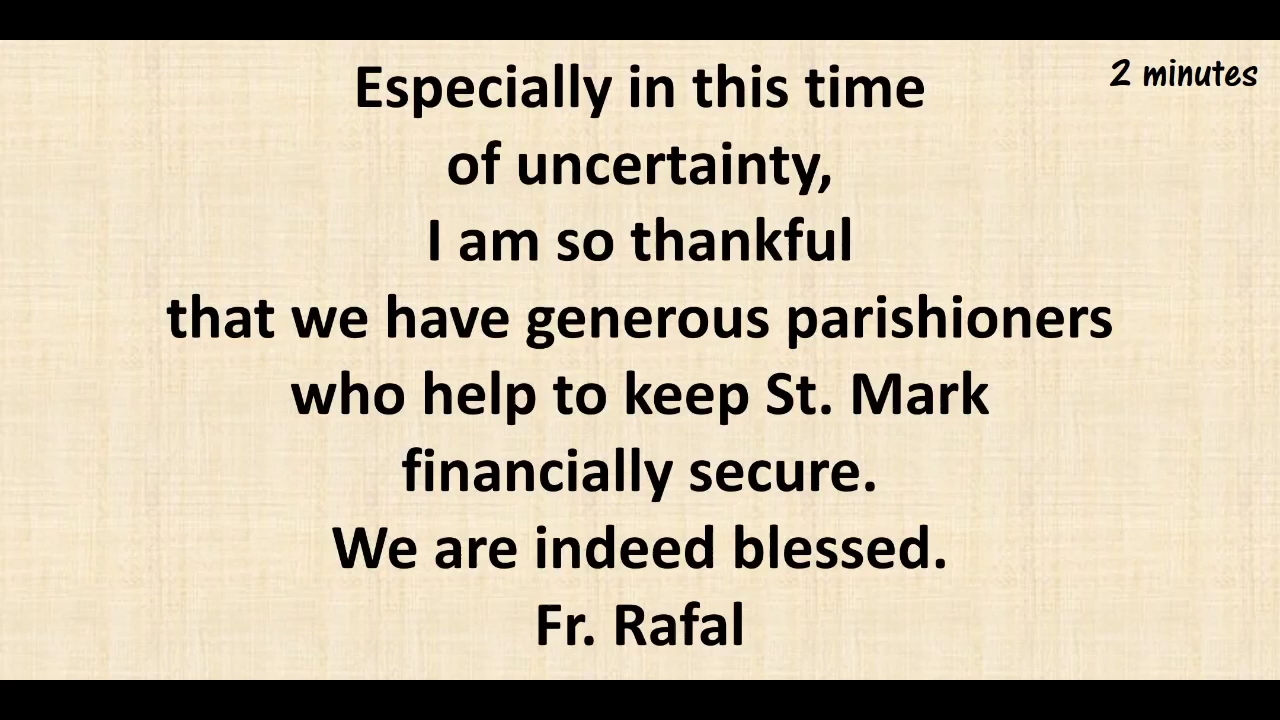 2 minutes
Especially in this time
of uncertainty,
I am so thankful
that we have generous parishioners
who help to keep St. Mark
financially secure.
We are indeed blessed.
Fr. Rafal